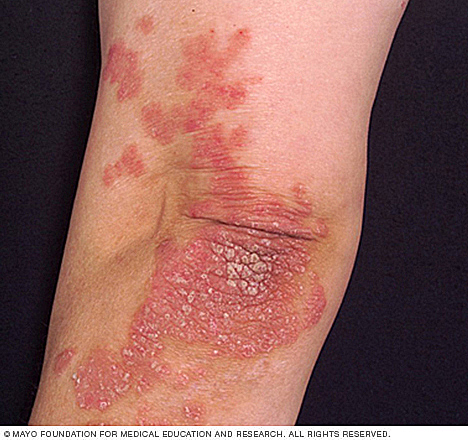 © MAYO FOUNDATION FOR MEDICAL EDUCATION AND RESEARCH. ALL RIGHTS RESERVED.